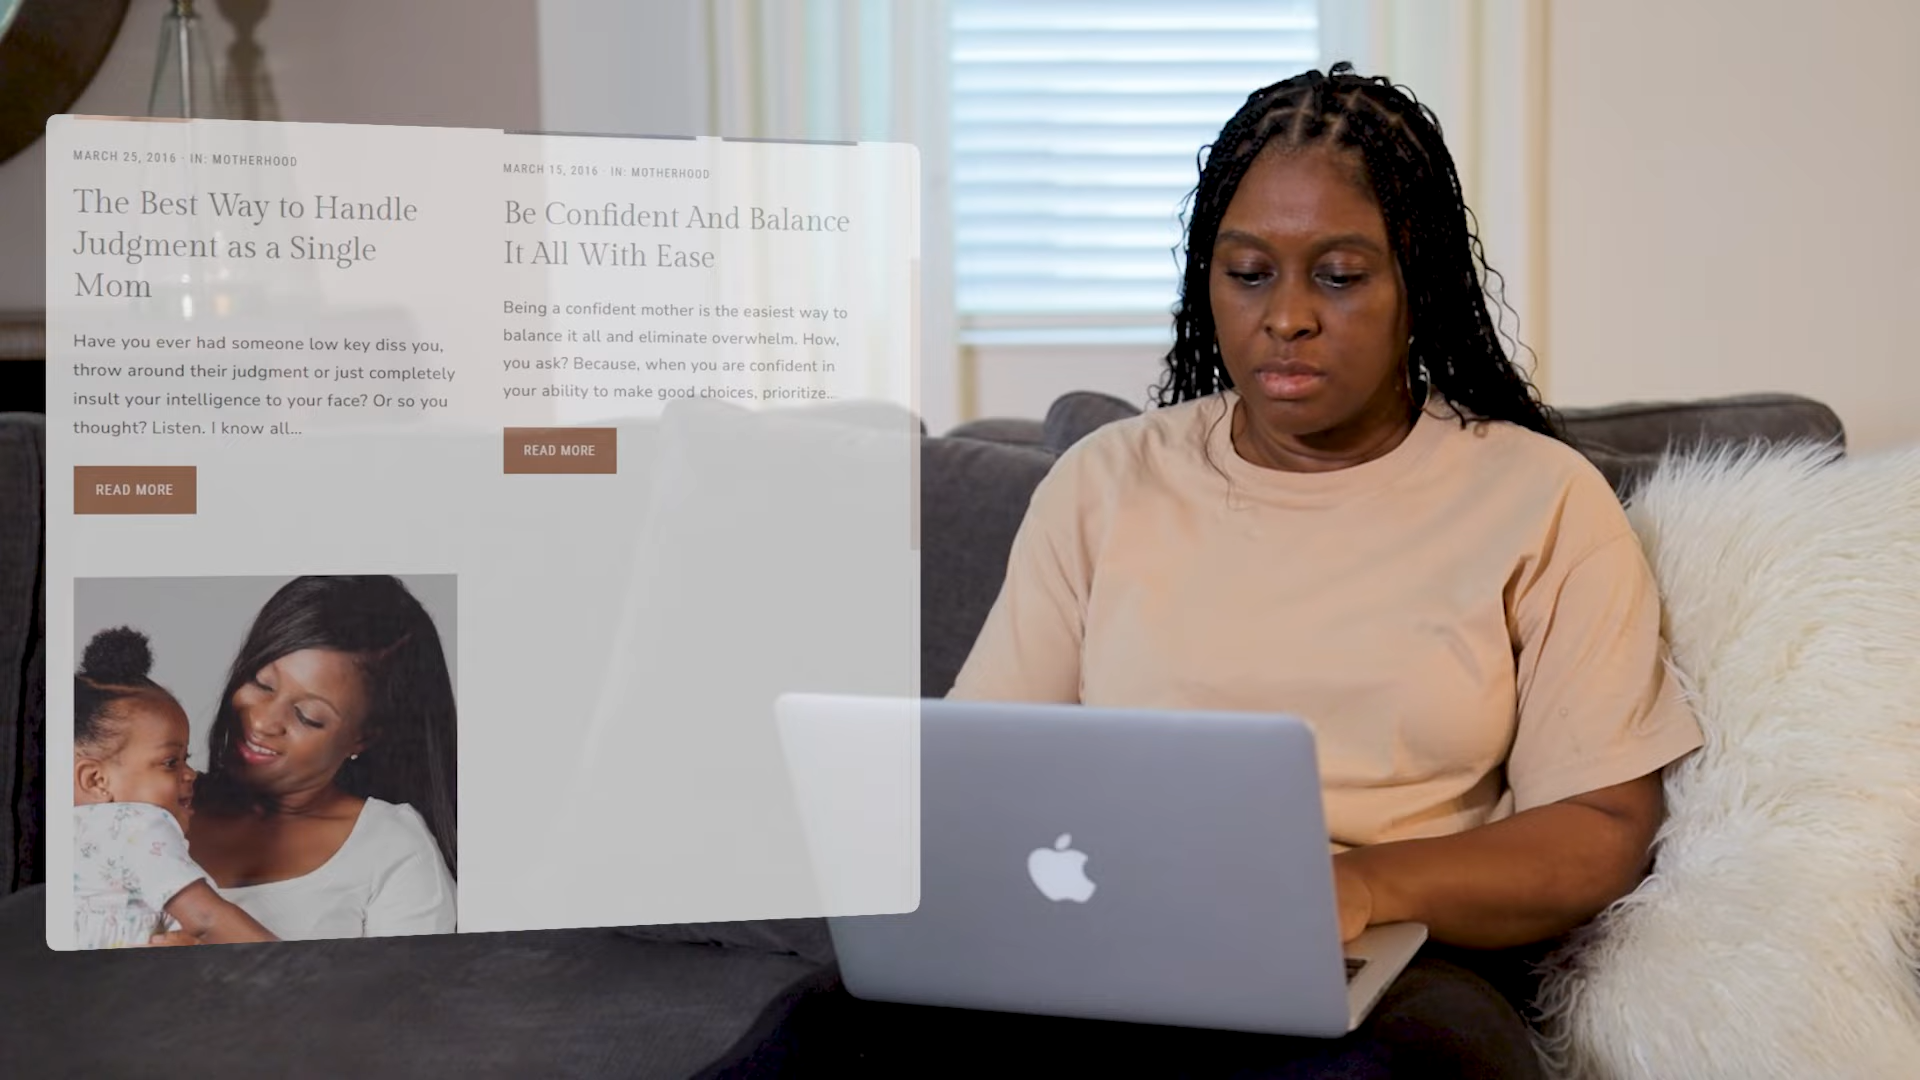 MARCH 25, 2016 · IN: MOTHERHOOD
The Best Way to Handle
Judgment as a Single
Mom
Have you ever had someone low key diss you,
throw around their judgment or just completely
insult your intelligence to your face? Or so you
thought? Listen. I know all...
READ MORE
MARCH 15, 2016 · IN: MOTHERHOOD
Be Confident And Balance
It All With Ease
Being a confident mother is the easiest way to
balance it all and eliminate overwhelm. How,
you ask? Because, when you are confident in
your ability to make good choices, prioritize...
READ MORE